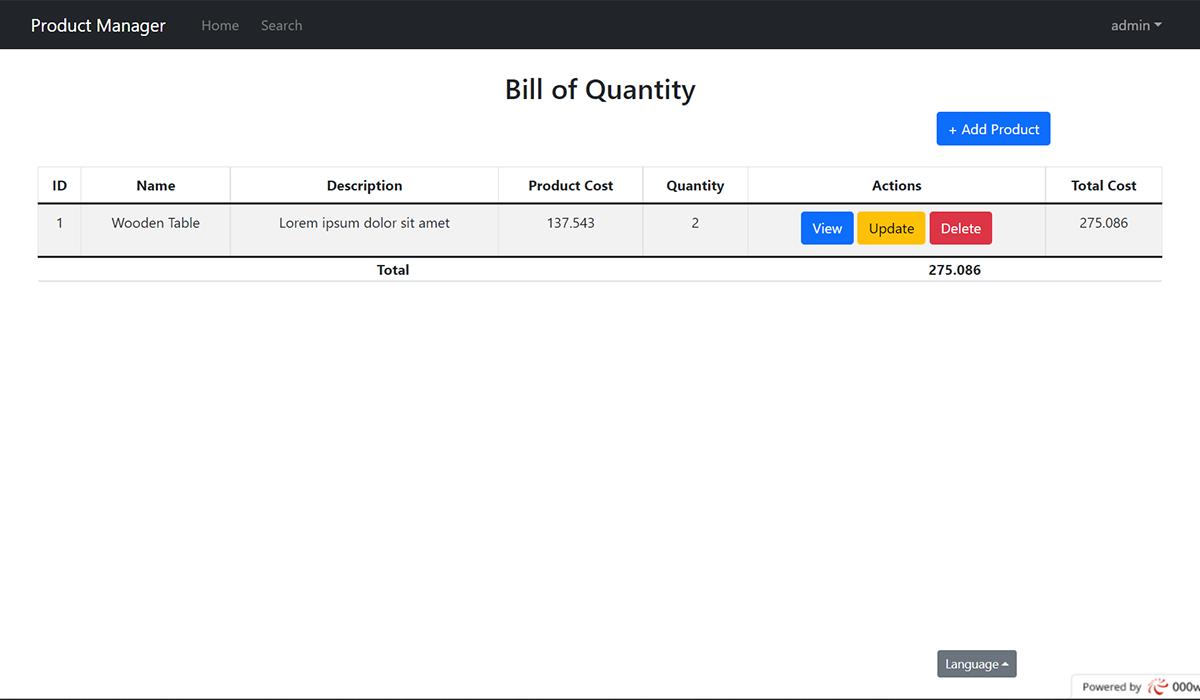 Product Manager Home Search admin
Bill of Quantity
+ Add Product
ID Name Description Product Cost Quantity Actions Total Cost
1 Wooden Table Lorem ipsum dolor sit amet 137.543 2 View Update Delete 275.086
Total 275.086
Language
Powered by 000w